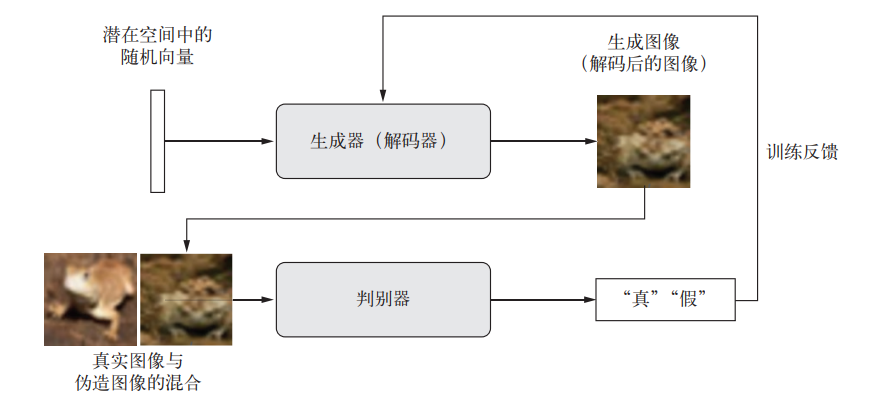 潜在空间中的
随机向量
生成图像
（解码后的图像）
生成器（解码器）
训练反馈
判别器
“真”“假”
真实图像与
伪造图像的混合